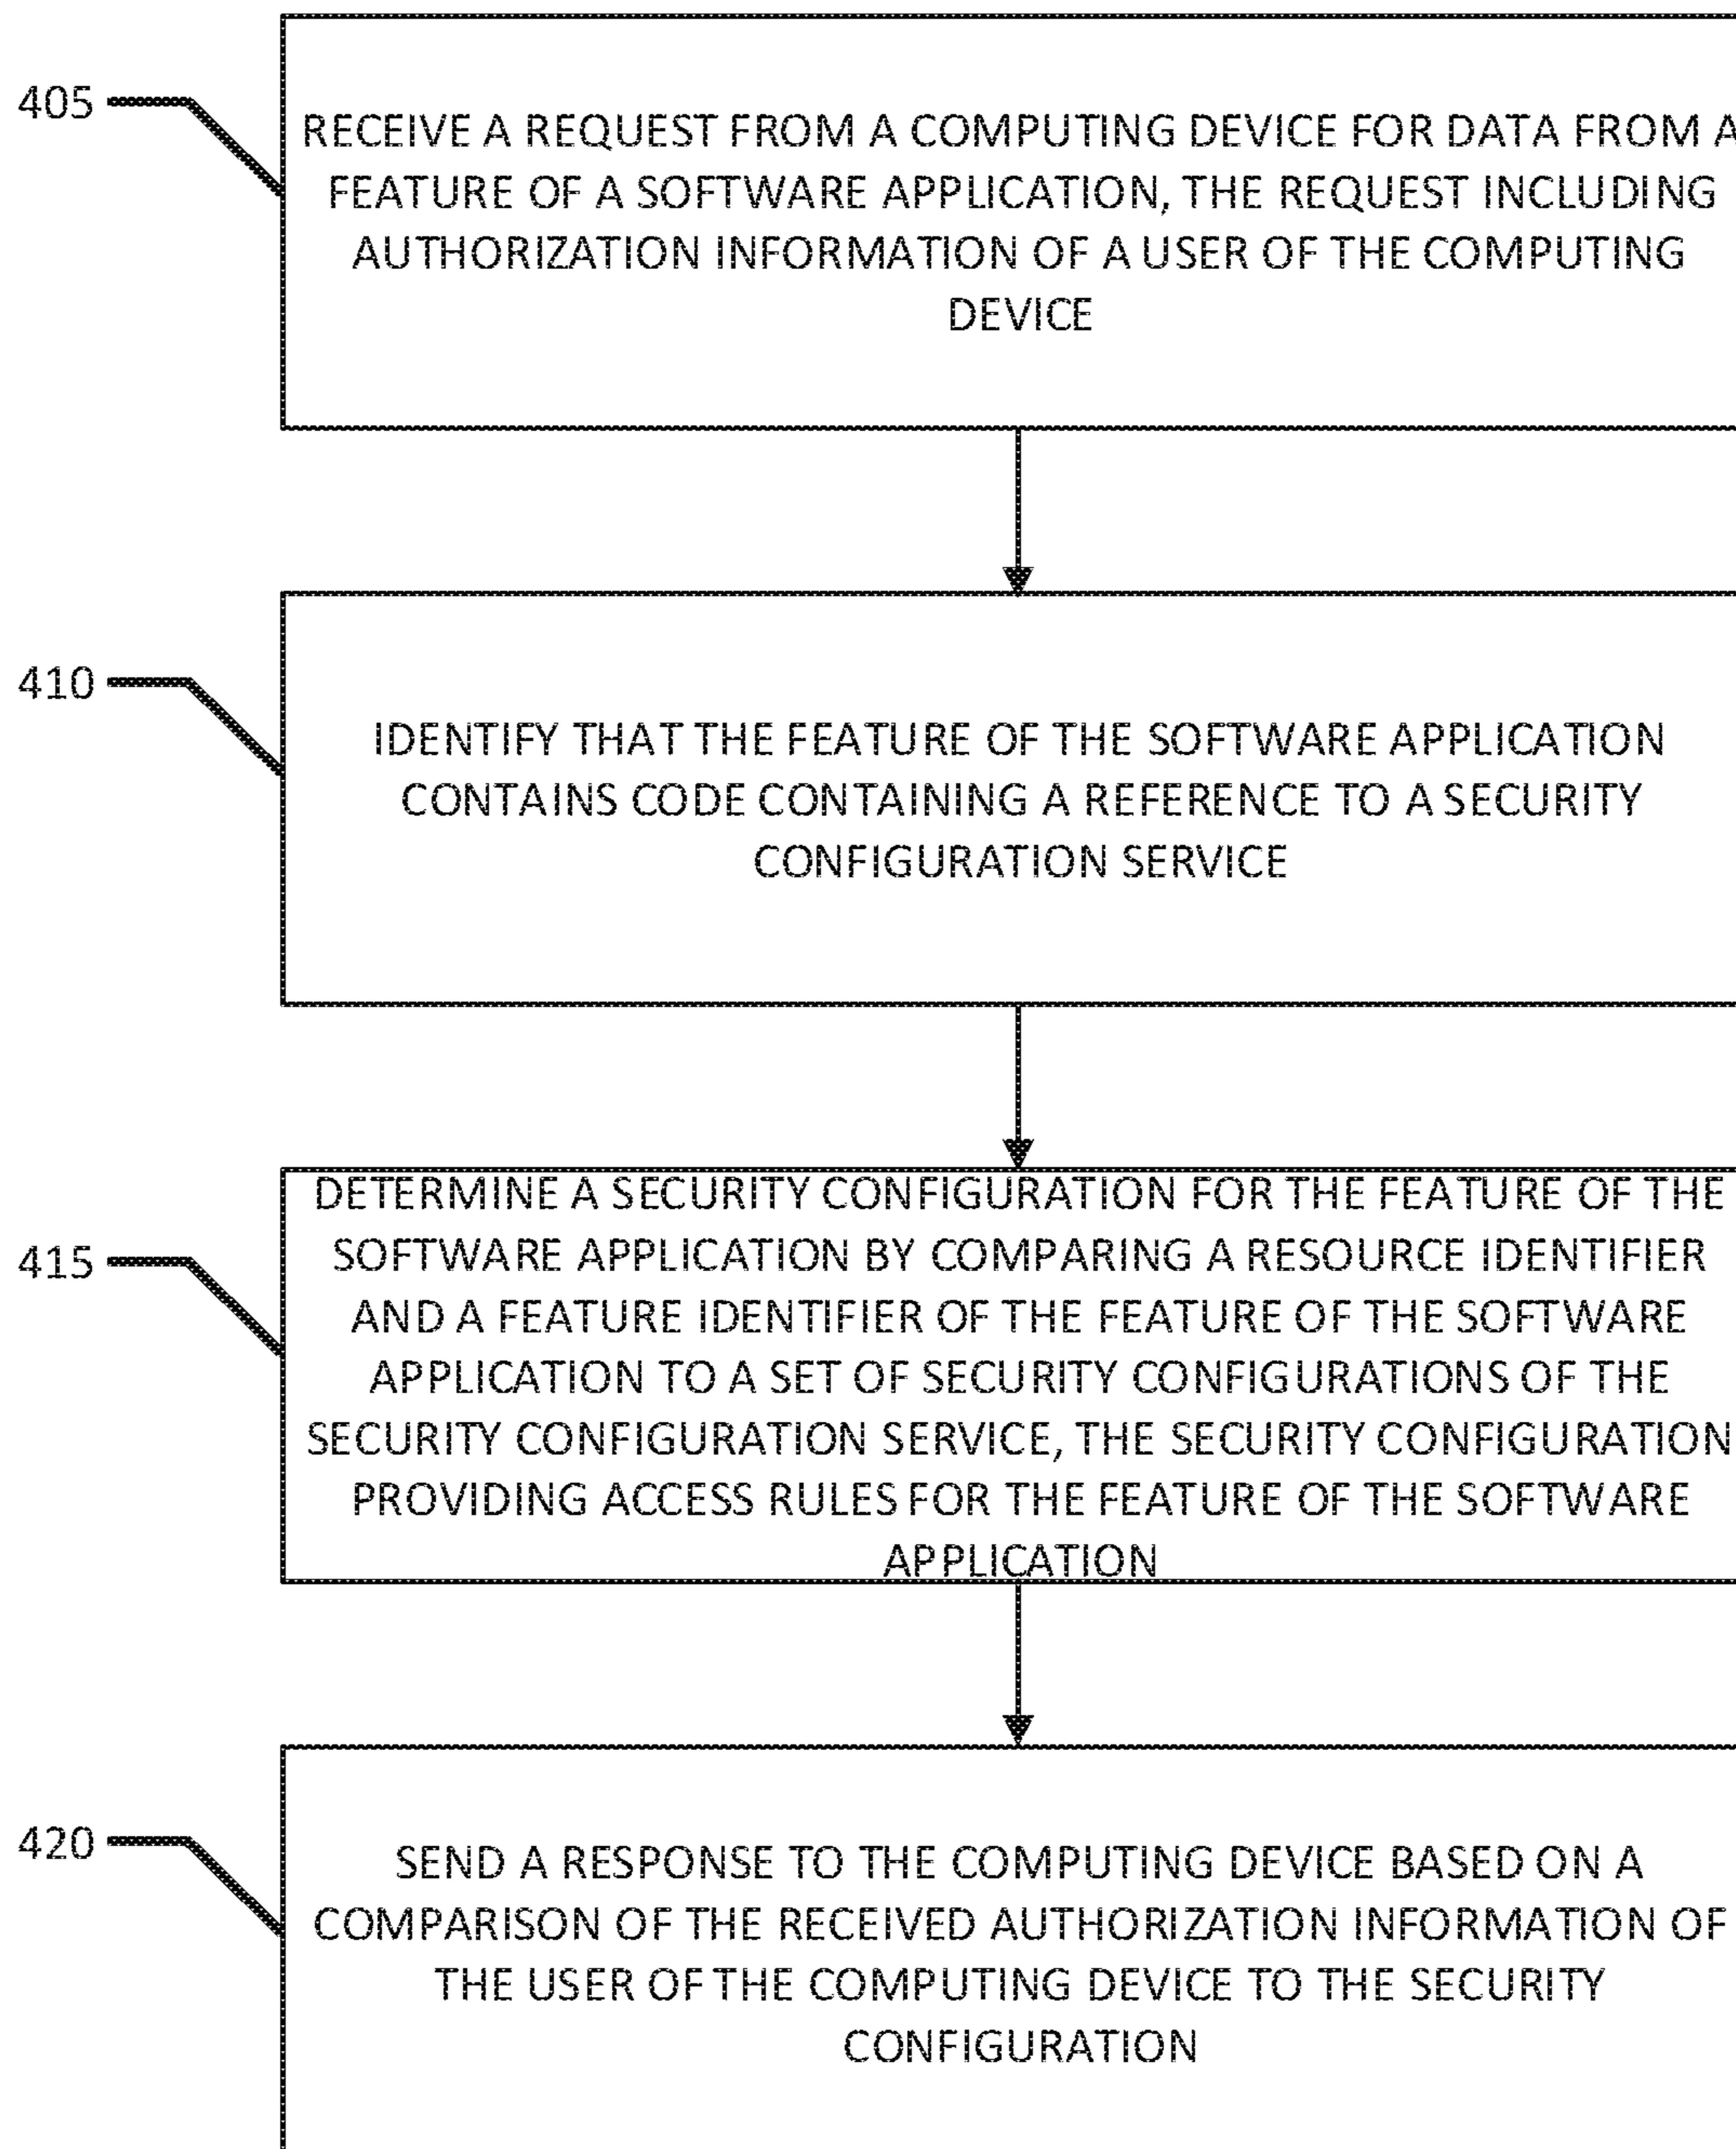 405
RECEIVE A REQUEST FROM A COMPUTING DEVICE FOR DATA FROM A
FEATURE OF A SOFTWARE APPLICATION, THE REQUEST INCLUDING
AUTHORIZATION INFORMATION OF A USER OF THE COMPUTING
DEVICE
410
IDENTIFY THAT THE FEATURE OF THE SOFTWARE APPLICATION
CONTAINS CODE CONTAINING A REFERENCE TO A SECURITY
CONFIGURATION SERVICE
415
DETERMINE A SECURITY CONFIGURATION FOR THE FEATURE OF THE
SOFTWARE APPLICATION BY COMPARING A RESOURCE IDENTIFIER
AND A FEATURE IDENTIFIER OF THE FEATURE OF THE SOFTWARE
APPLICATION TO A SET OF SECURITY CONFIGURATIONS OF THE
SECURITY CONFIGURATION SERVICE, THE SECURITY CONFIGURATION
PROVIDING ACCESS RULES FOR THE FEATURE OF THE SOFTWARE
APPLICATION
420
SEND A RESPONSE TO THE COMPUTING DEVICE BASED ON A
COMPARISON OF THE RECEIVED AUTHORIZATION INFORMATION OF
THE USER OF THE COMPUTING DEVICE TO THE SECURITY
CONFIGURATION